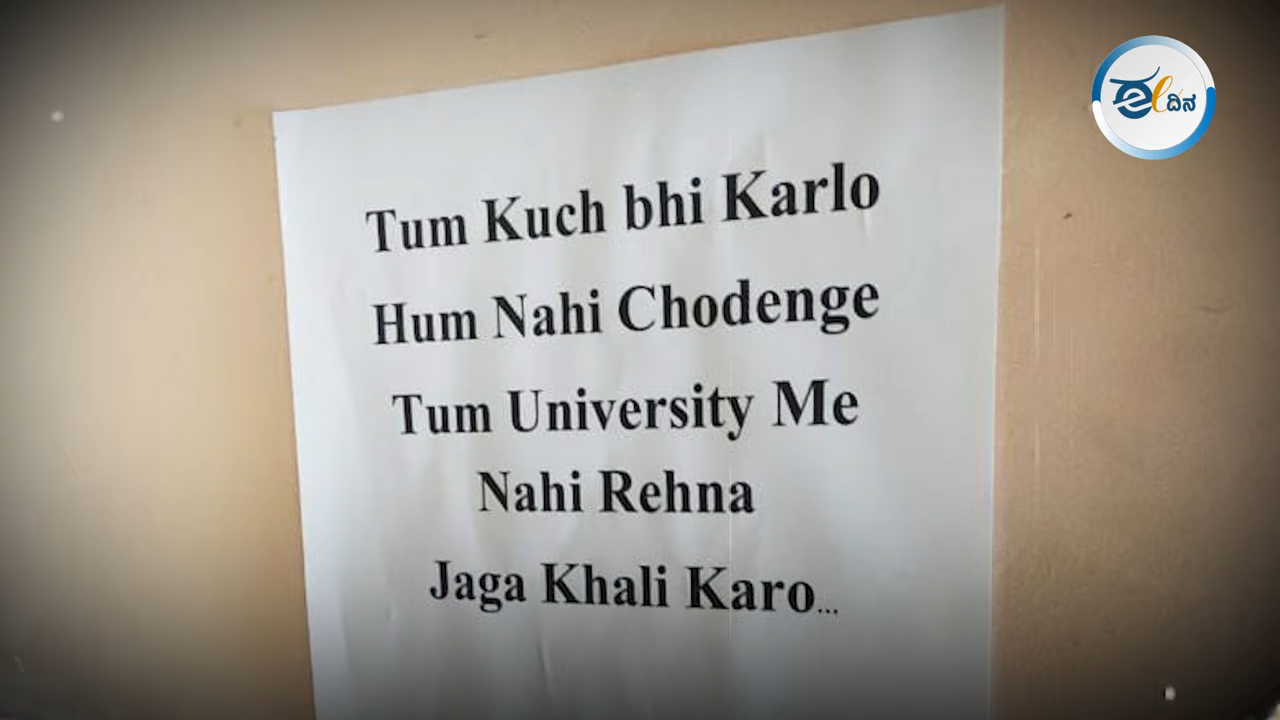 Tum Kuch bhi Karlo
Hum Nahi Chodenge
Tum University Me
Nahi Rehna
Jaga Khali Karo...
ಈ ದಿನ